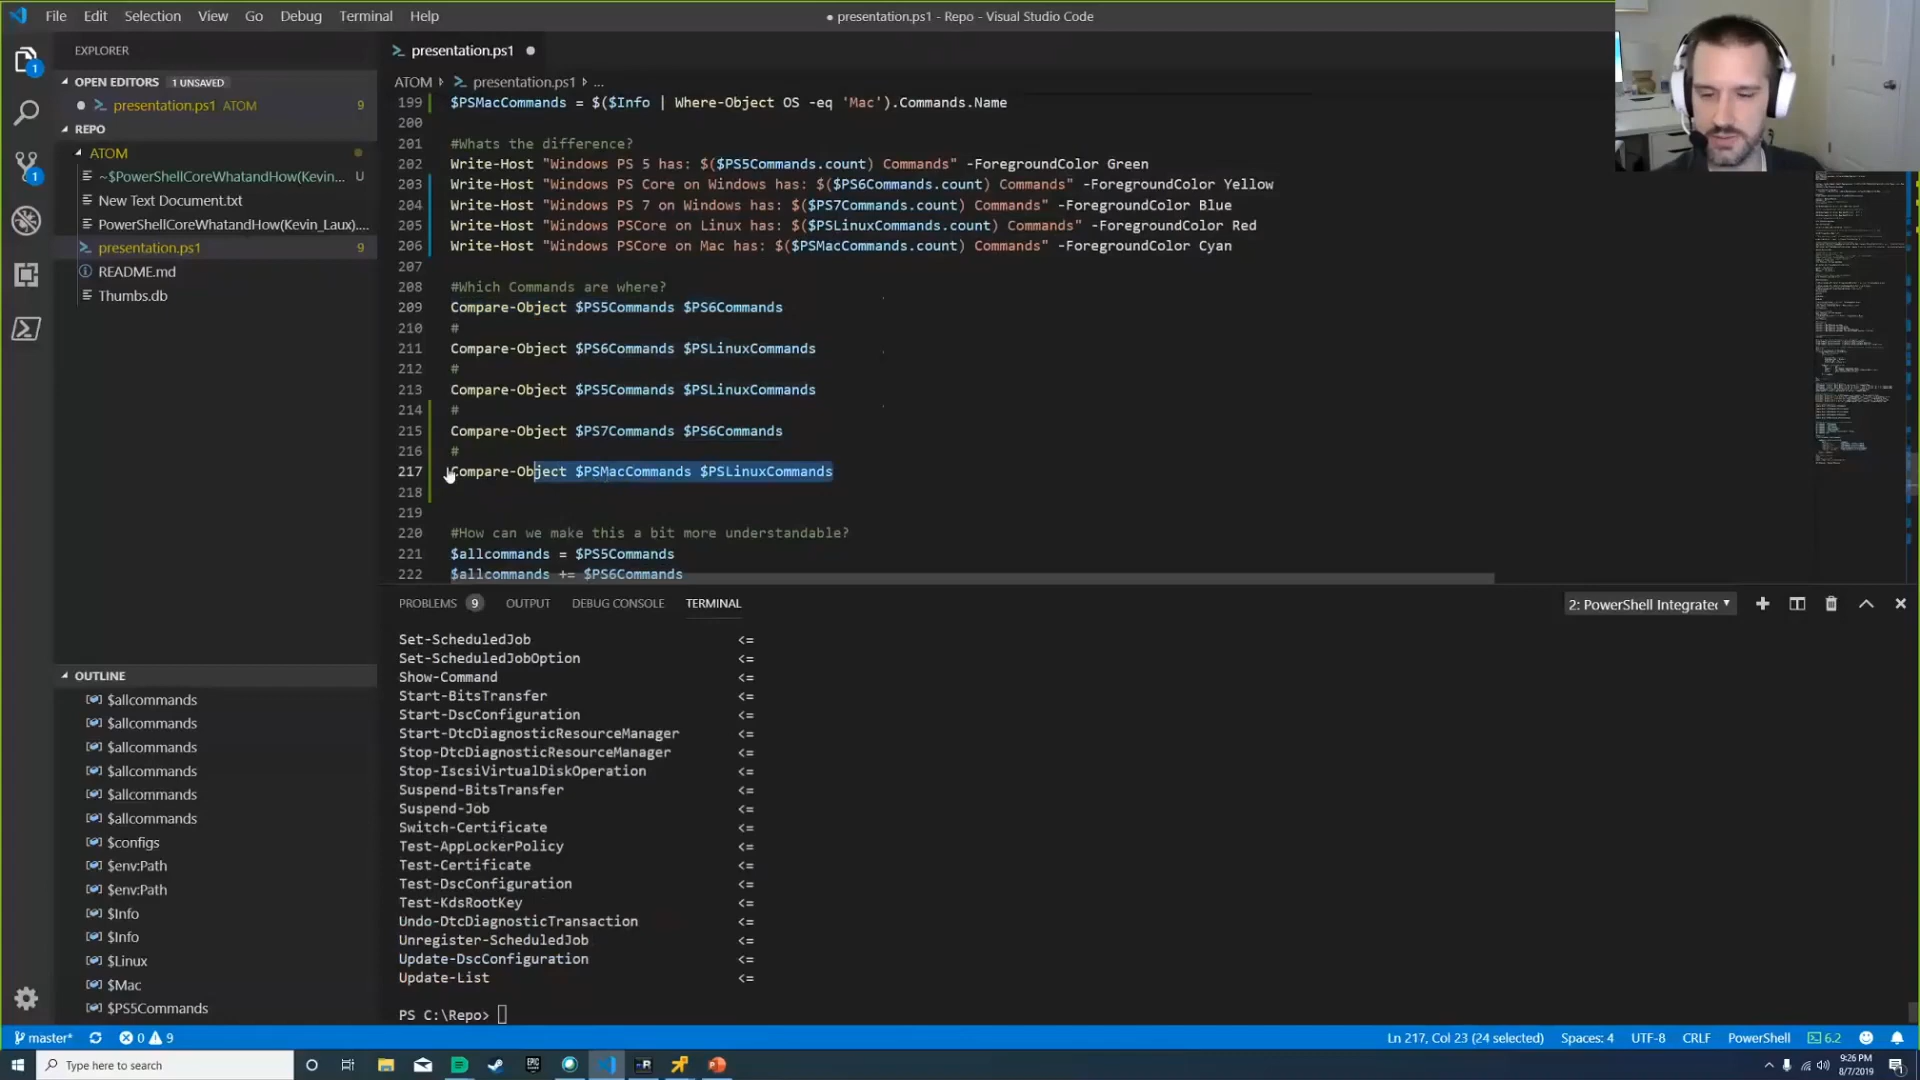 File Edit Selection View Go Debug Terminal Help
● presentation.ps1 - Repo - Visual Studio Code
EXPLORER
OPEN EDITORS 1 UNSAVED
presentation.ps1 ATOM 9
REPO
ATOM
~$PowerShellCoreWhatandHow(Kevin... U
New Text Document.txt
PowerShellCoreWhatandHow(Kevin_Laux)....
presentation.ps1 9
README.md
Thumbs.db
OUTLINE
$allcommands
$allcommands
$allcommands
$allcommands
$allcommands
$allcommands
$configs
$env:Path
$env:Path
$Info
$Info
$Linux
$Mac
$PS5Commands
presentation.ps1
ATOM presentation.ps1 ...
199 $PSMacCommands = $($Info | Where-Object OS -eq 'Mac').Commands.Name
200
201 #Whats the difference?
202 Write-Host "Windows PS 5 has: $($PS5Commands.count) Commands" -ForegroundColor Green
203 Write-Host "Windows PS Core on Windows has: $($PS6Commands.count) Commands" -ForegroundColor Yellow
204 Write-Host "Windows PS 7 on Windows has: $($PS7Commands.count) Commands" -ForegroundColor Blue
205 Write-Host "Windows PSCore on Linux has: $($PSLinuxCommands.count) Commands" -ForegroundColor Red
206 Write-Host "Windows PSCore on Mac has: $($PSMacCommands.count) Commands" -ForegroundColor Cyan
207
208 #Which Commands are where?
209 Compare-Object $PS5Commands $PS6Commands
210 #
211 Compare-Object $PS6Commands $PSLinuxCommands
212 #
213 Compare-Object $PS5Commands $PSLinuxCommands
214 #
215 Compare-Object $PS7Commands $PS6Commands
216 #
217 Compare-Object $PSMacCommands $PSLinuxCommands
218
219
220 #How can we make this a bit more understandable?
221 $allcommands = $PS5Commands
222 $allcommands += $PS6Commands
PROBLEMS 9 OUTPUT DEBUG CONSOLE TERMINAL
2: PowerShell Integrated
Set-ScheduledJob <=
Set-ScheduledJobOption <=
Show-Command <=
Start-BitsTransfer <=
Start-DscConfiguration <=
Start-DtcDiagnosticResourceManager <=
Stop-DtcDiagnosticResourceManager <=
Stop-IscsiVirtualDiskOperation <=
Suspend-BitsTransfer <=
Suspend-Job <=
Switch-Certificate <=
Test-AppLockerPolicy <=
Test-Certificate <=
Test-DscConfiguration <=
Test-KdsRootKey <=
Undo-DtcDiagnosticTransaction <=
Unregister-ScheduledJob <=
Update-DscConfiguration <=
Update-List <=
PS C:\Repo>
master* 0 9
Ln 217, Col 23 (24 selected) Spaces: 4 UTF-8 CRLF PowerShell 6.2
Type here to search
9:26 PM
8/7/2019